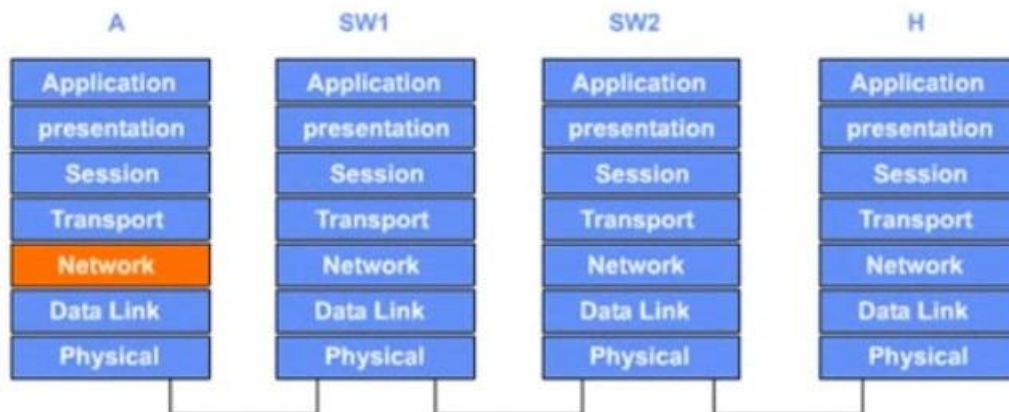 A SW1 SW2 H
Application Application Application Application
presentation presentation presentation presentation
Session Session Session Session
Transport Transport Transport Transport
Network Network Network Network
Data Link Data Link Data Link Data Link
Physical Physical Physical Physical